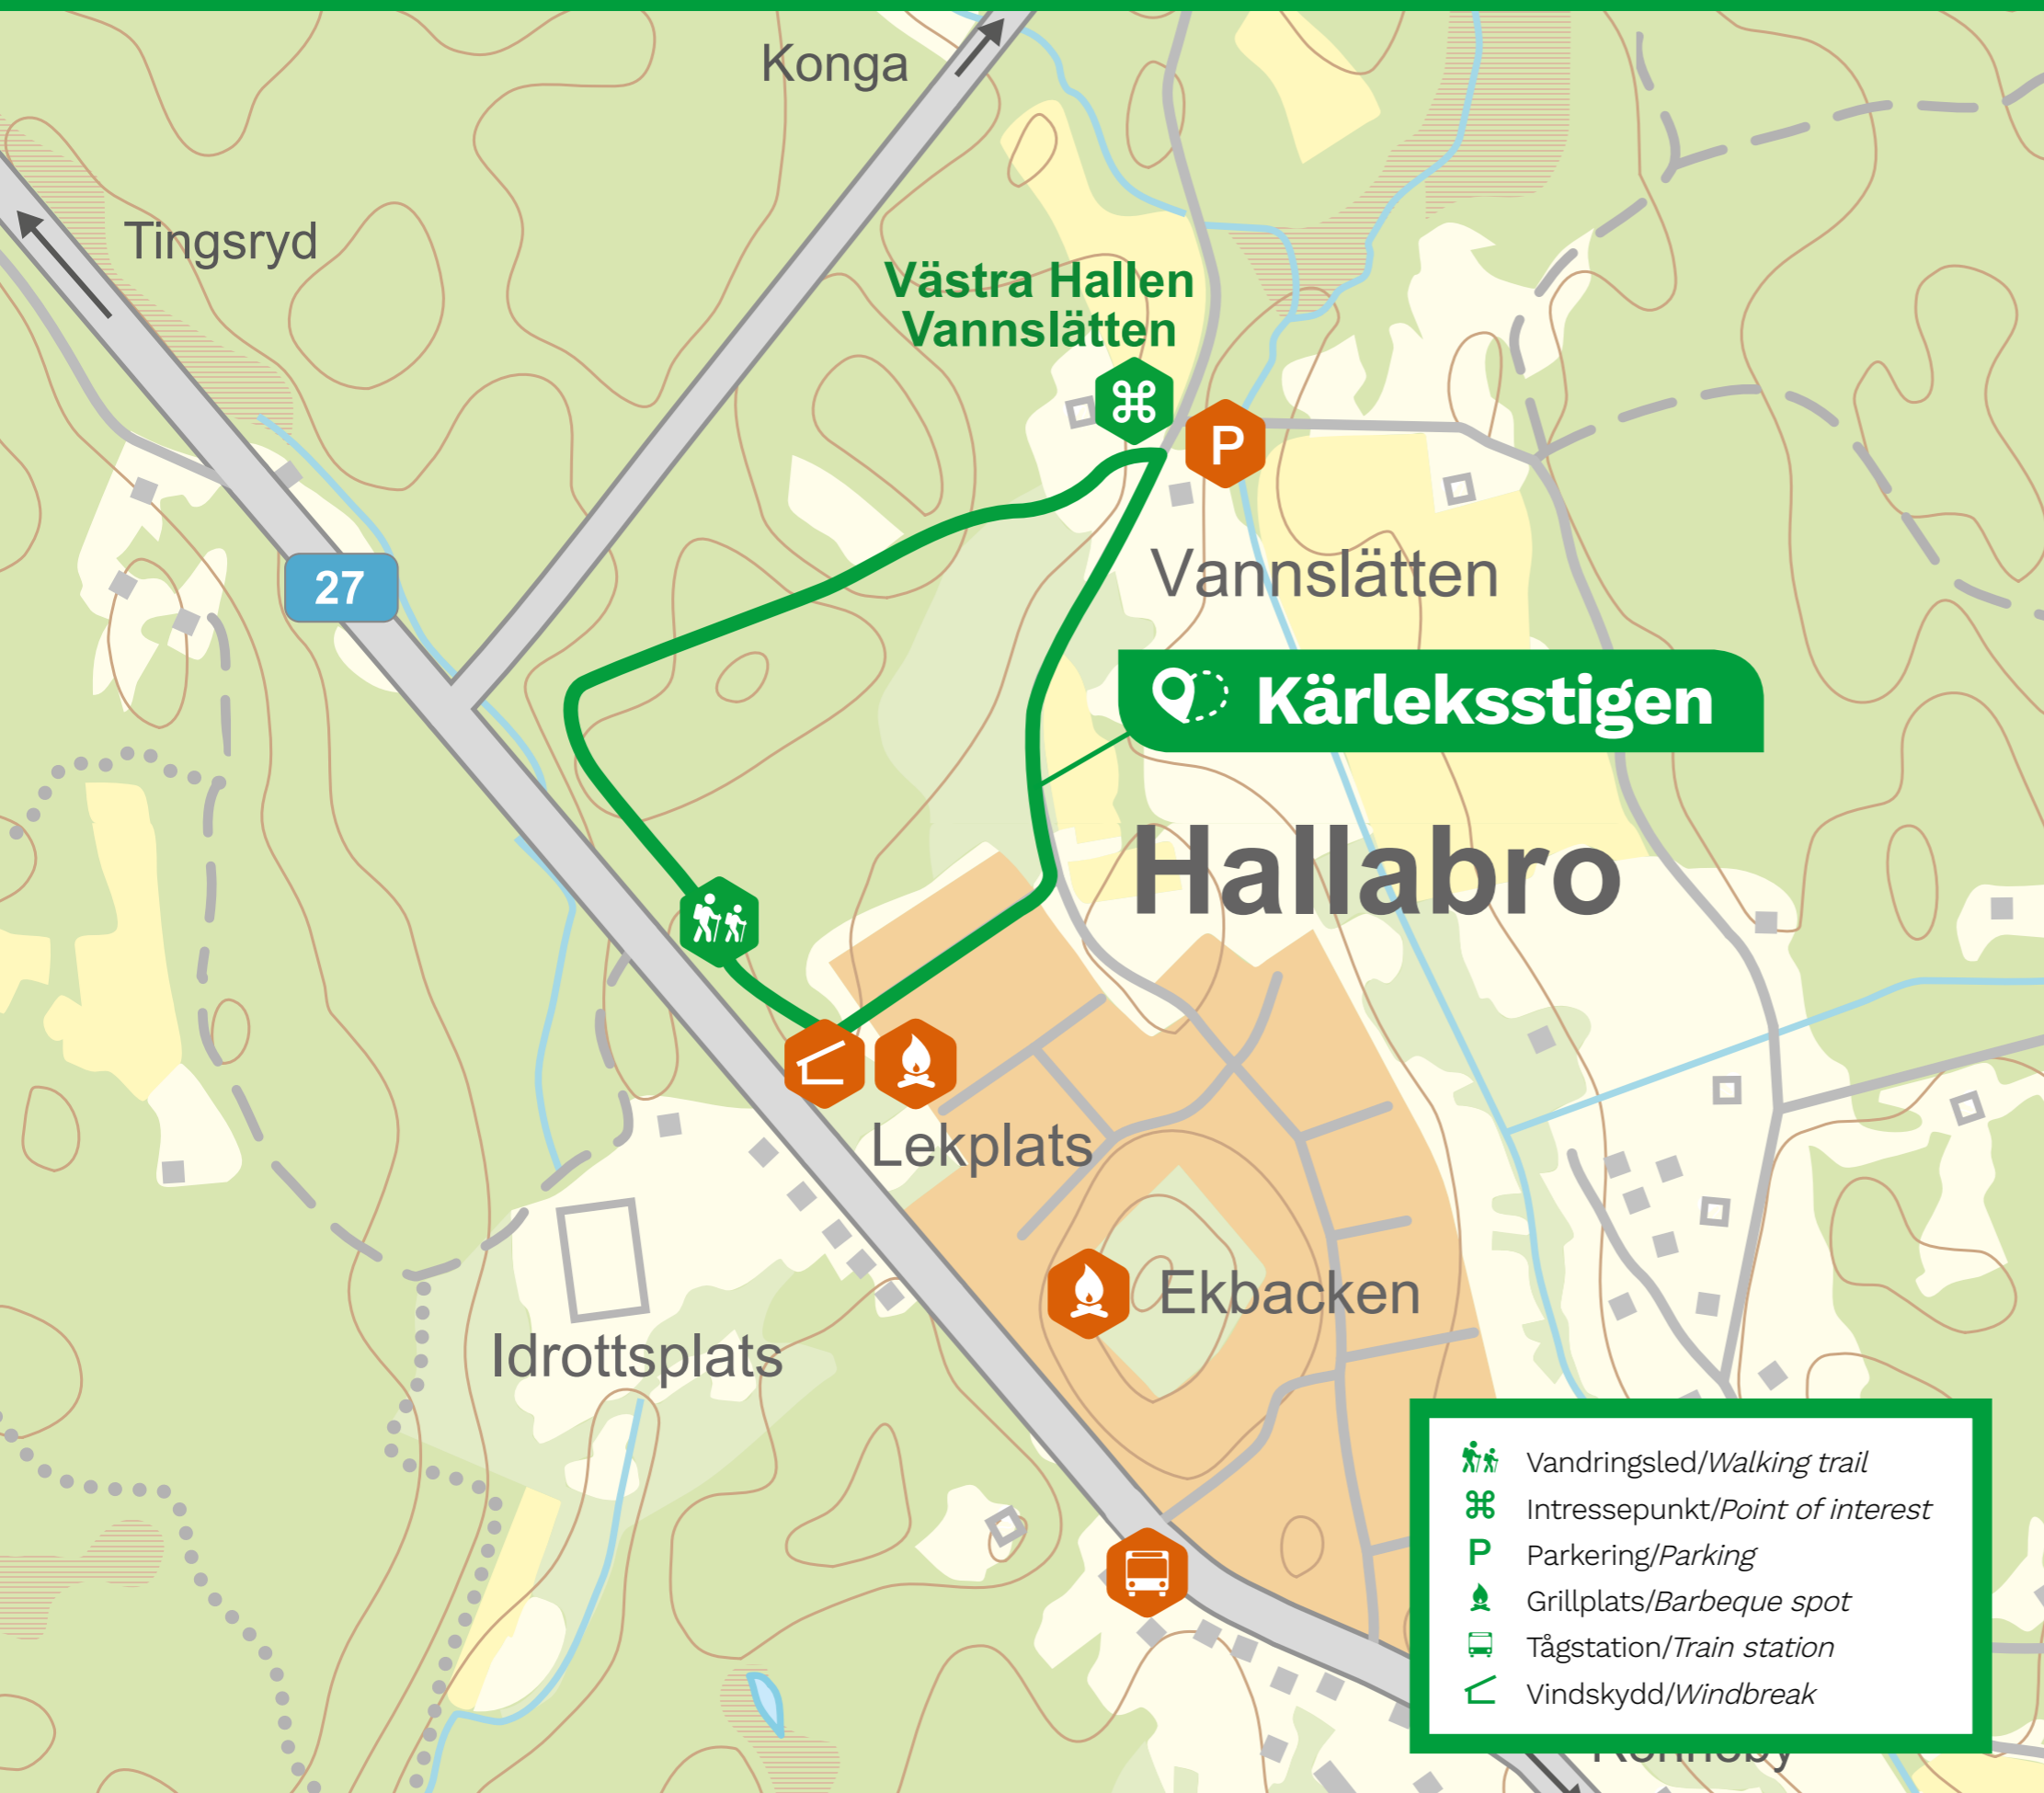 Konga
Tingsryd
Västra Hallen
Vannslätten
P
Vannslätten
27
Kärleksstigen
Hallabro
Lekplats
Ekbacken
Idrottsplats
Vandringsled/Walking trail
Intressepunkt/Point of interest
P Parkering/Parking
Grillplats/Barbeque spot
Tågstation/Train station
Vindskydd/Windbreak